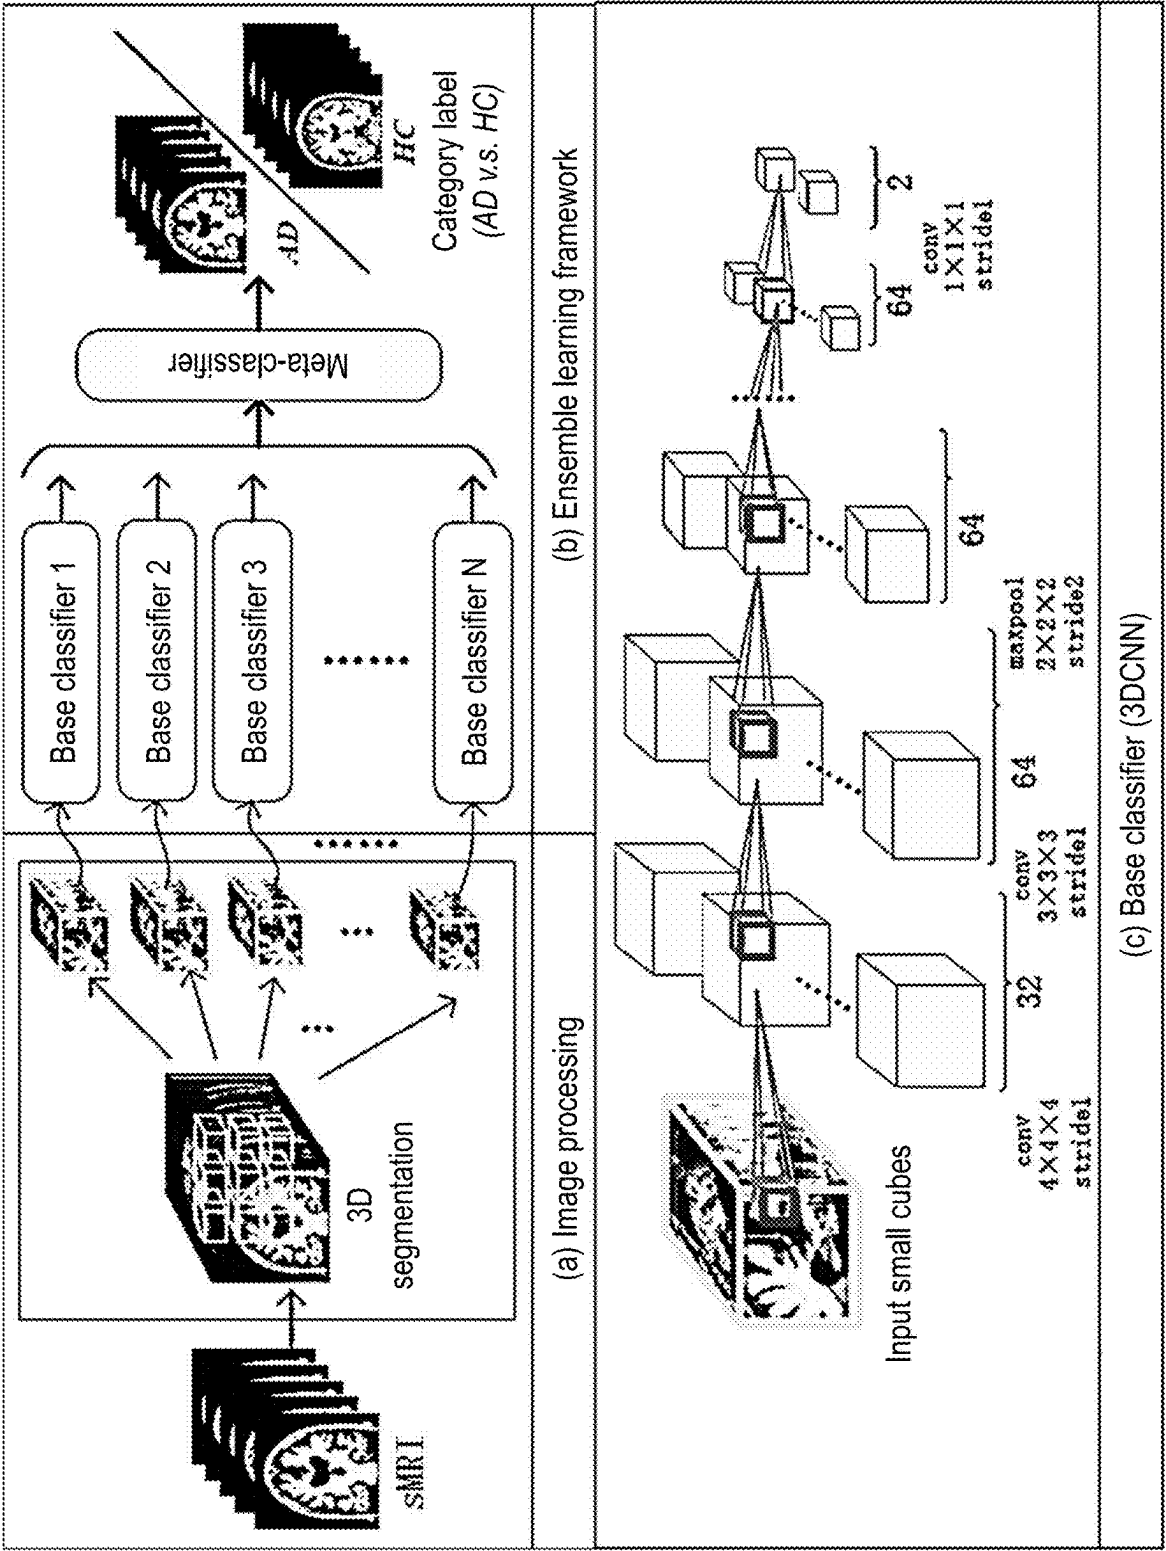 sMRI
3D
segmentation
(a) Image processing
Base classifier 1
Base classifier 2
Base classifier 3
Base classifier N
Meta-classifier
AD
HC
Category label
(AD v.s. HC)
(b) Ensemble learning framework
Input small cubes
conv
4×4×4
stride1
32
conv
3×3×3
stride1
64
maxpool
2×2×2
stride2
64
64
conv
1×1×1
stride1
2
(c) Base classifier (3DCNN)